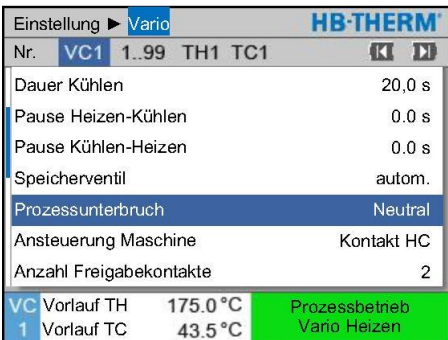 Einstellung ► Vario HB-THERM®
Nr. VC1 1..99 TH1 TC1
Dauer Kühlen 20,0 s
Pause Heizen-Kühlen 0.0 s
Pause Kühlen-Heizen 0.0 s
Speicherventil autom.
Prozessunterbruch Neutral
Ansteuerung Maschine Kontakt HC
Anzahl Freigabekontakte 2
VC Vorlauf TH 175.0 °C Prozessbetrieb
1 Vorlauf TC 43.5 °C Vario Heizen